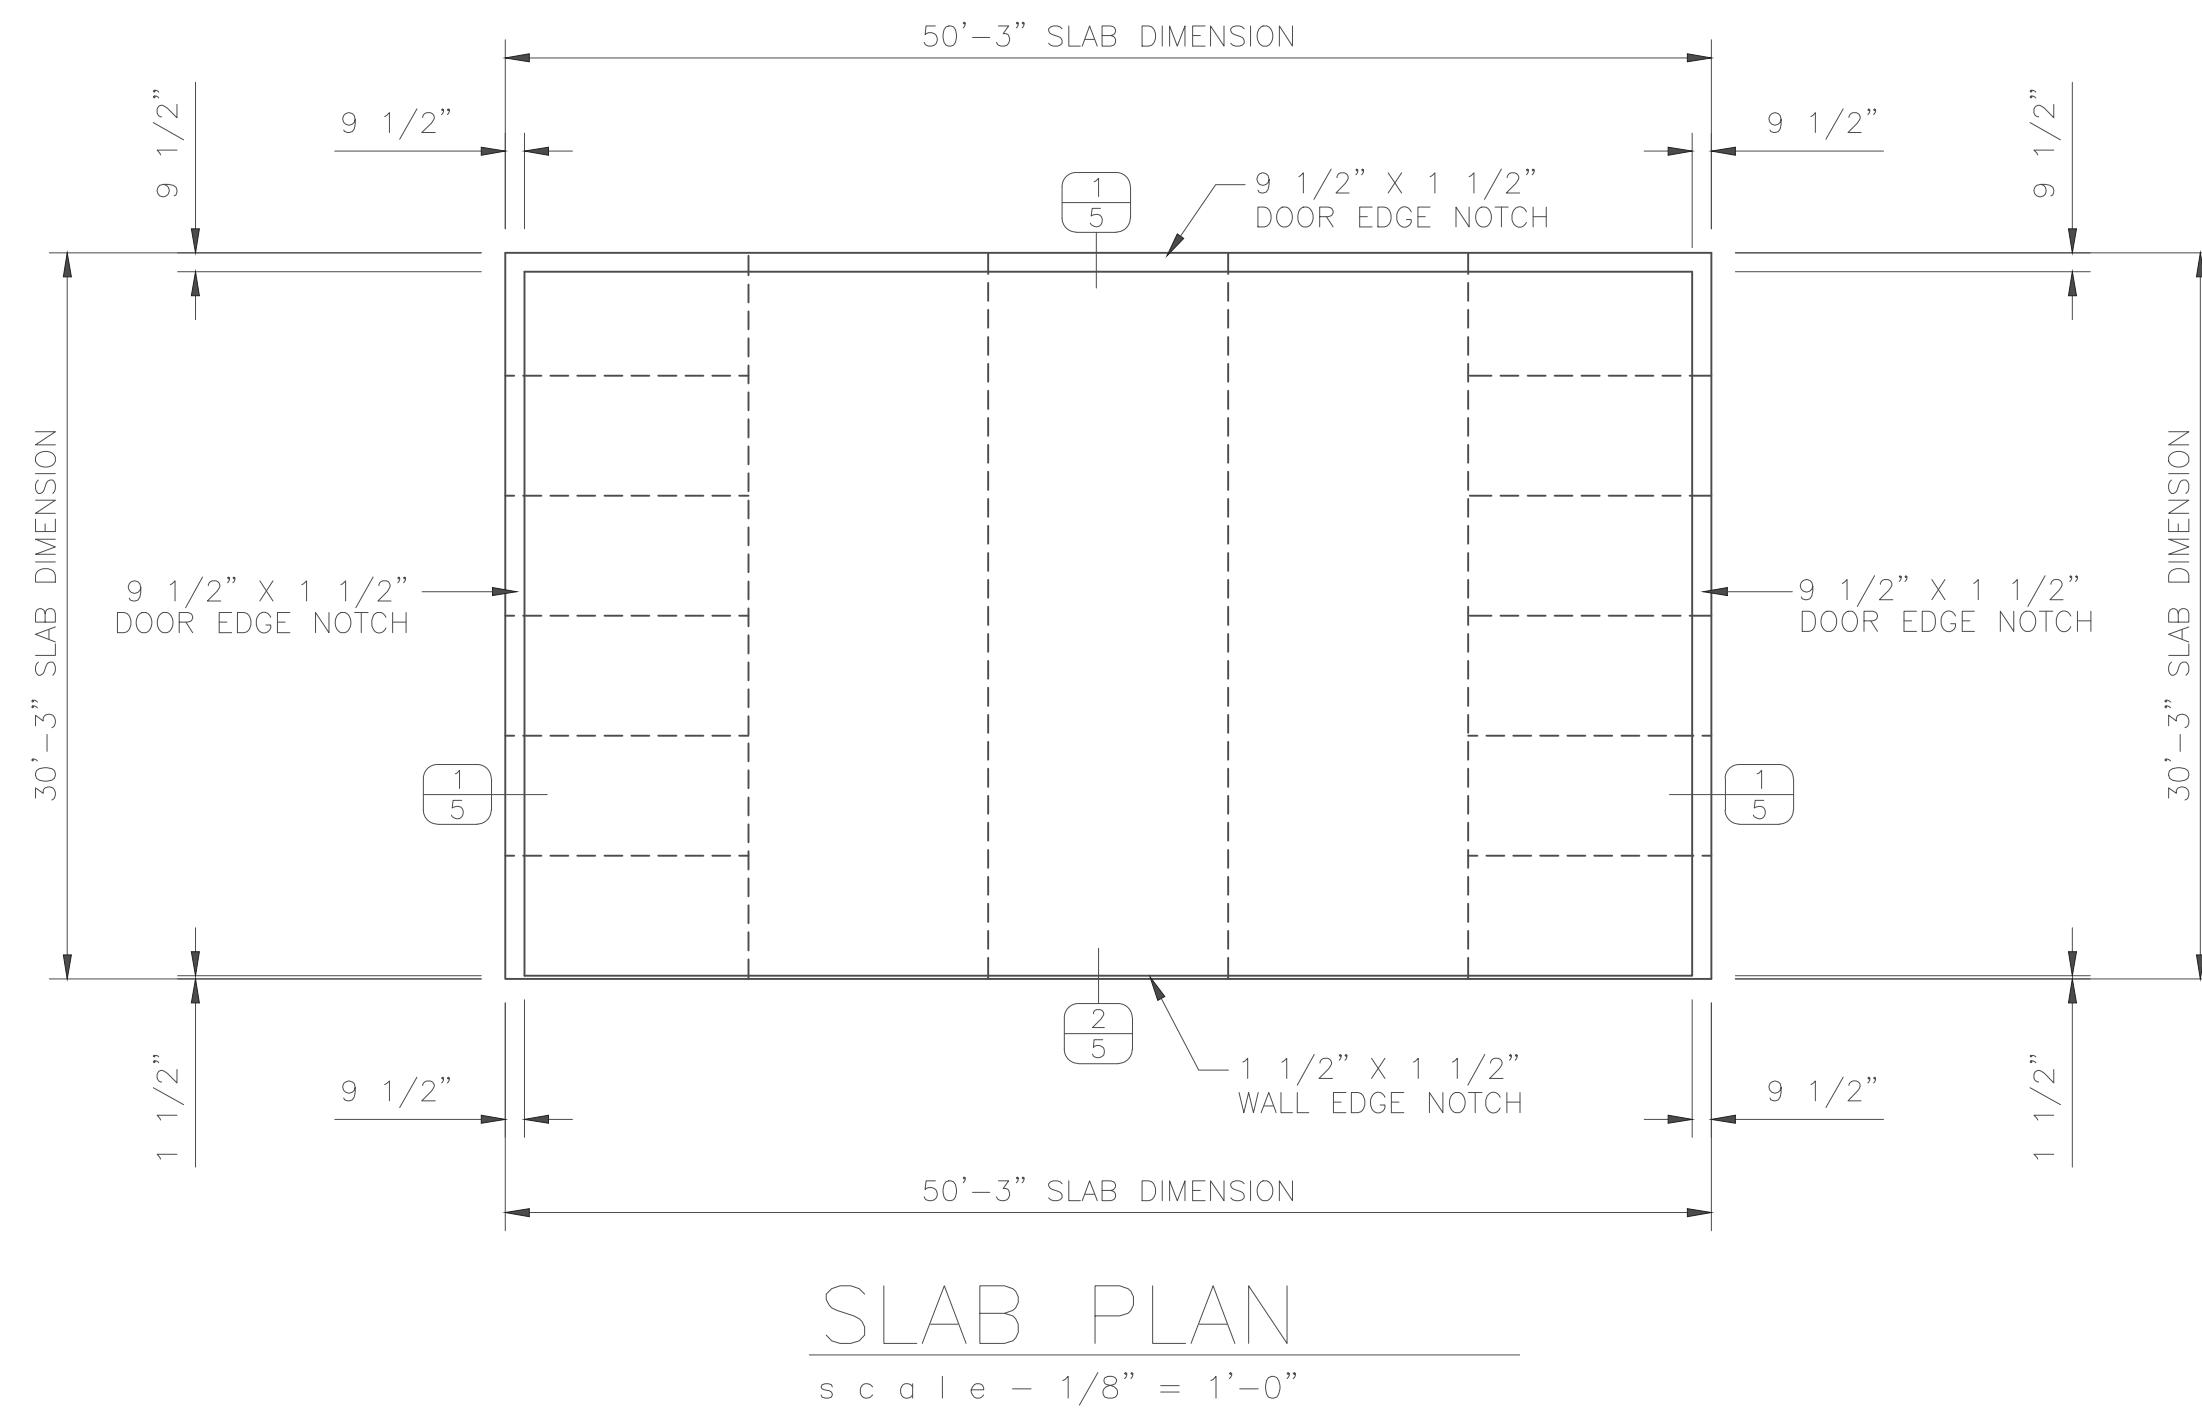 50'-3" SLAB DIMENSION
9 1/2"
9 1/2"
9 1/2"
9 1/2"
1
5
9 1/2" X 1 1/2"
DOOR EDGE NOTCH
30'-3" SLAB DIMENSION
30'-3" SLAB DIMENSION
9 1/2" X 1 1/2"
DOOR EDGE NOTCH
9 1/2" X 1 1/2"
DOOR EDGE NOTCH
1
5
1
5
2
5
1 1/2" X 1 1/2"
WALL EDGE NOTCH
1 1/2"
9 1/2"
9 1/2"
1 1/2"
50'-3" SLAB DIMENSION
SLAB PLAN
scale- 1/8" = 1'-0"